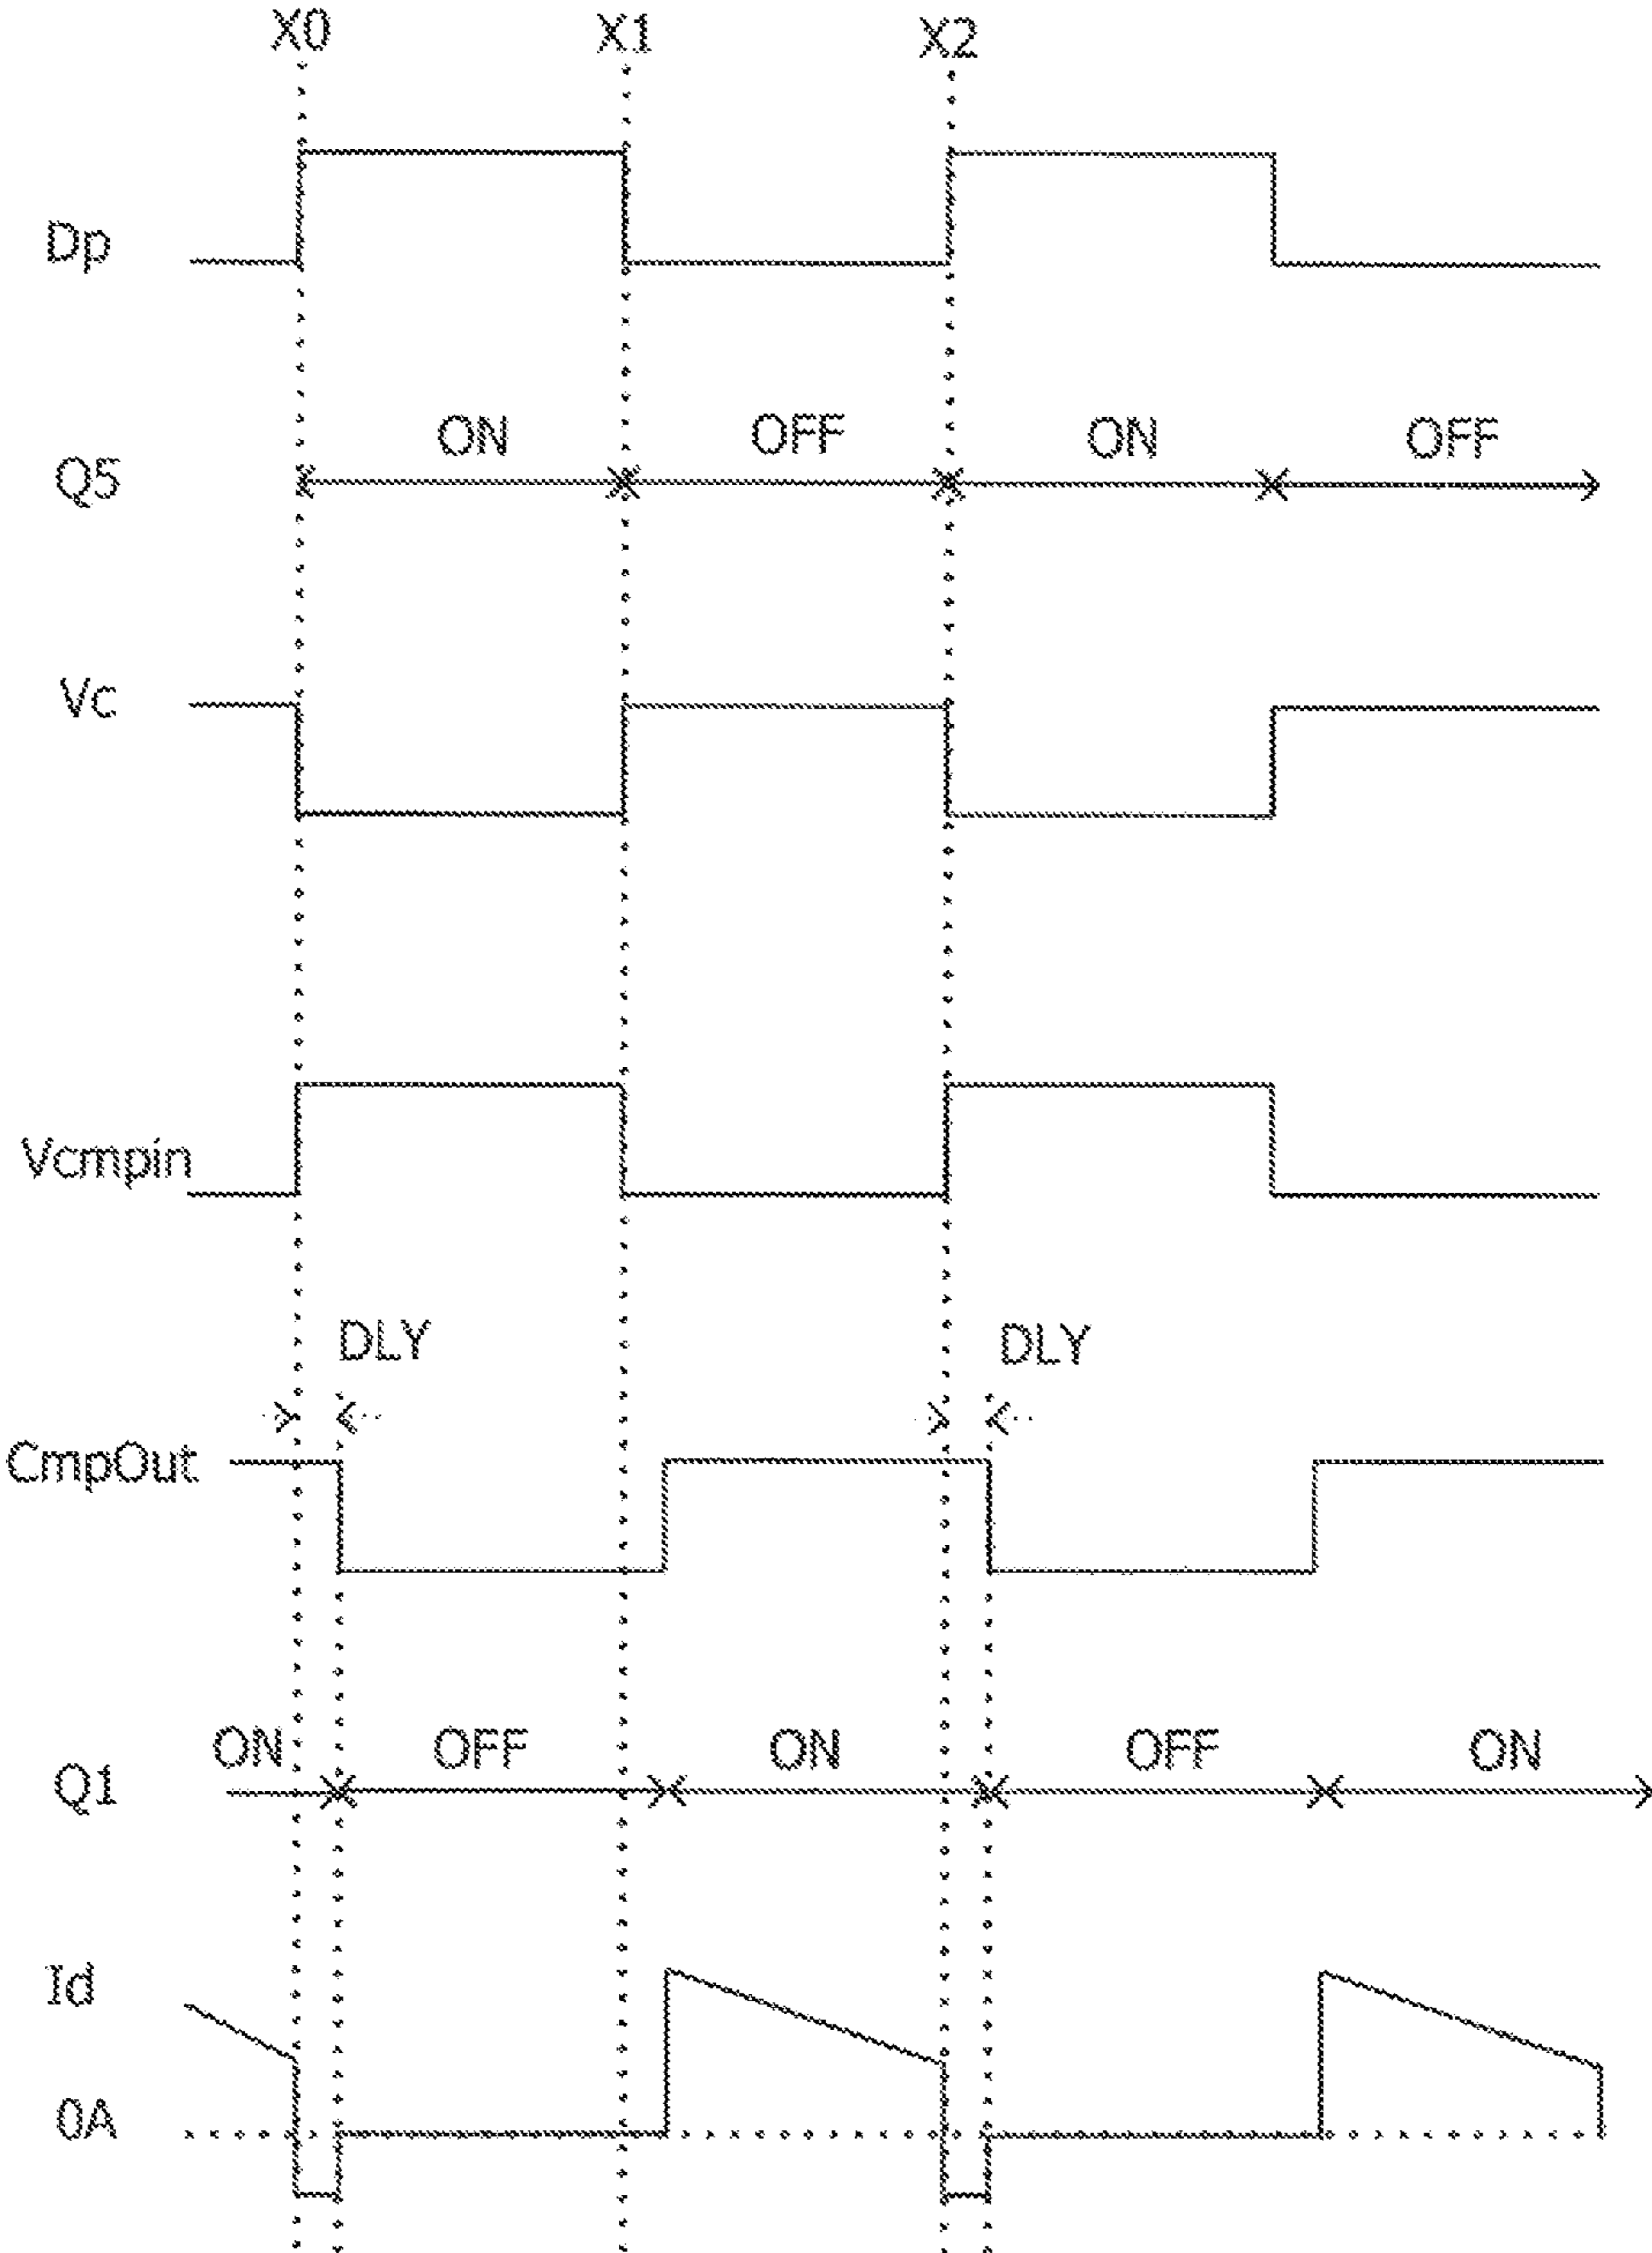 X0 X1 X2
Dp
ON OFF ON OFF
Q5
Vc
Vcmpin
DLY DLY
CmpOut
ON OFF ON OFF ON
Q1
Id
0A